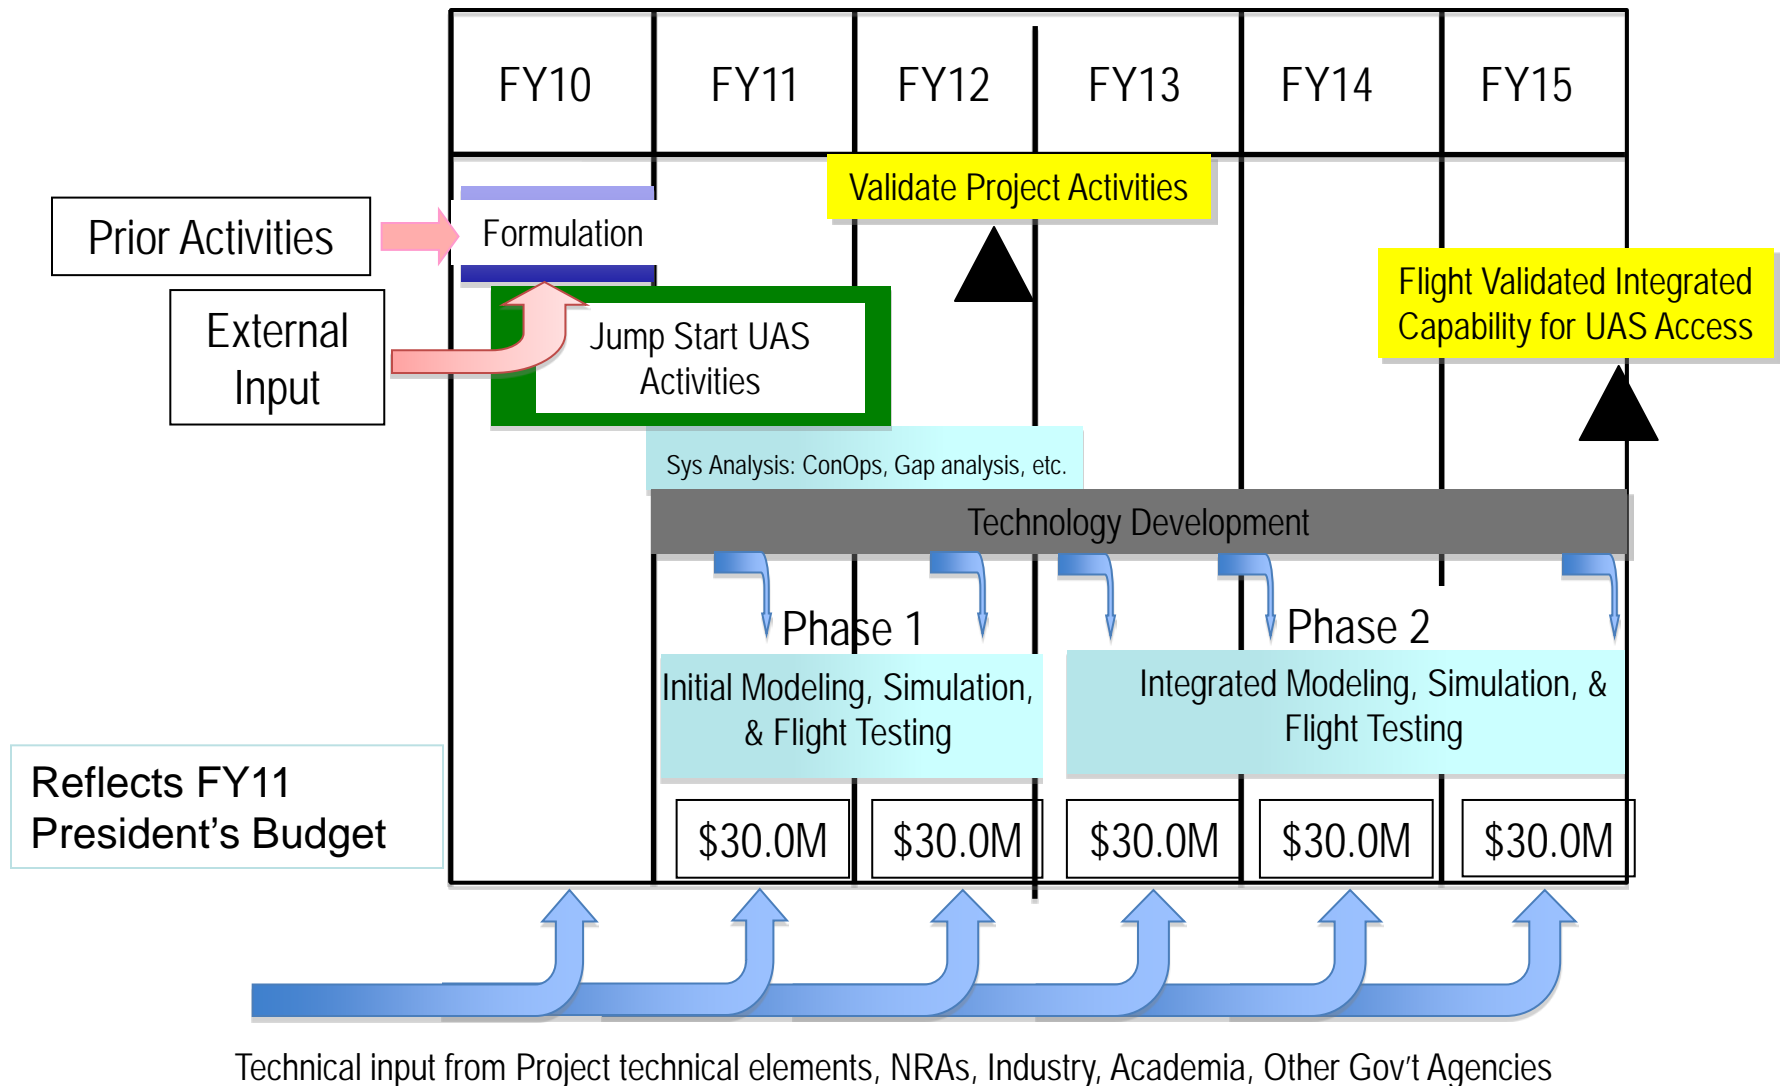 FY10 FY11 FY12 FY13 FY14 FY15
Validate Project Activities
Prior Activities
Formulation
Flight Validated Integrated
Capability for UAS Access
External
Input
Jump Start UAS
Activities
Sys Analysis: ConOps, Gap analysis, etc.
Technology Development
Phase 1
Phase 2
Initial Modeling, Simulation,
& Flight Testing
Integrated Modeling, Simulation, &
Flight Testing
Reflects FY11
President’s Budget
$30.0M $30.0M $30.0M $30.0M $30.0M
Technical input from Project technical elements, NRAs, Industry, Academia, Other Gov’t Agencies